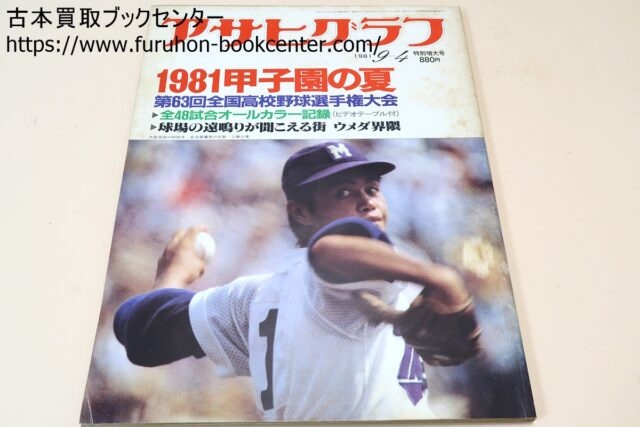 古本買取ブックセンター
https://www.furuhon-bookcenter.com/
アサヒグラフ
1981 9-4
特別増大号
880円
1981甲子園の夏
第63回全国高校野球選手権大会
▶全48試合オールカラー記録(ビデオテーブル付)
▶球場の遠鳴りが聞こえる街 ウメダ界隈
M
1